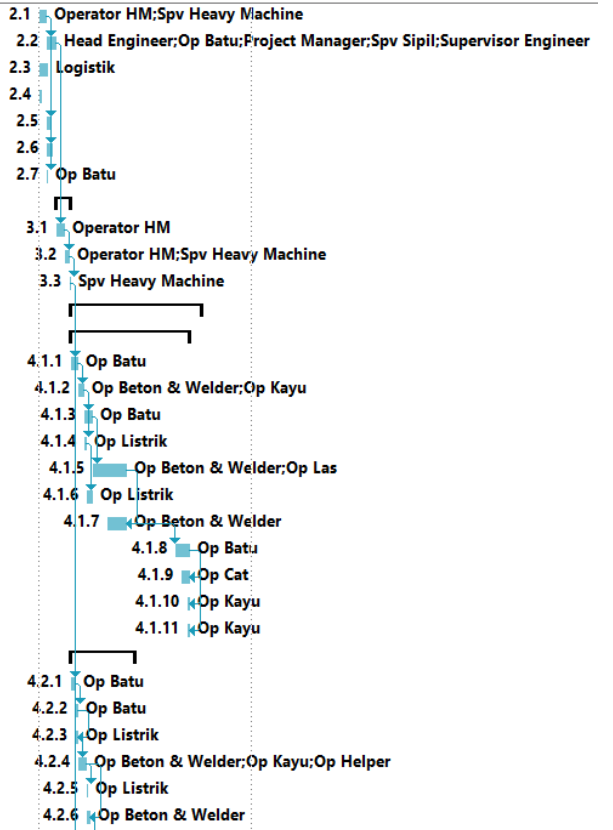 2.1 Operator HM;Spv Heavy Machine
2.2 Head Engineer;Op Batu;Project Manager;Spv Sipil;Supervisor Engineer
2.3 Logistik
2.4
2.5
2.6
2.7 Op Batu
3.1 Operator HM
3.2 Operator HM;Spv Heavy Machine
3.3 Spv Heavy Machine
4.1.1 Op Batu
4.1.2 Op Beton & Welder;Op Kayu
4.1.3 Op Batu
4.1.4 Op Listrik
4.1.5 Op Beton & Welder;Op Las
4.1.6 Op Listrik
4.1.7 Op Beton & Welder
4.1.8 Op Batu
4.1.9 Op Cat
4.1.10 Op Kayu
4.1.11 Op Kayu
4.2.1 Op Batu
4.2.2 Op Batu
4.2.3 Op Listrik
4.2.4 Op Beton & Welder;Op Kayu;Op Helper
4.2.5 Op Listrik
4.2.6 Op Beton & Welder